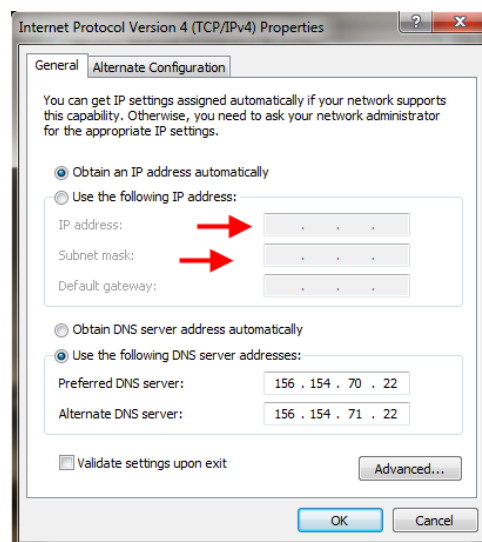 Internet Protocol Version 4 (TCP/IPv4) Properties
General
Alternate Configuration
You can get IP settings assigned automatically if your network supports
this capability. Otherwise, you need to ask your network administrator
for the appropriate IP settings.
Obtain an IP address automatically
Use the following IP address:
IP address: . . .
Subnet mask: . . .
Default gateway: . . .
Obtain DNS server address automatically
Use the following DNS server addresses:
Preferred DNS server: 156 . 154 . 70 . 22
Alternate DNS server: 156 . 154 . 71 . 22
Validate settings upon exit
Advanced...
OK Cancel